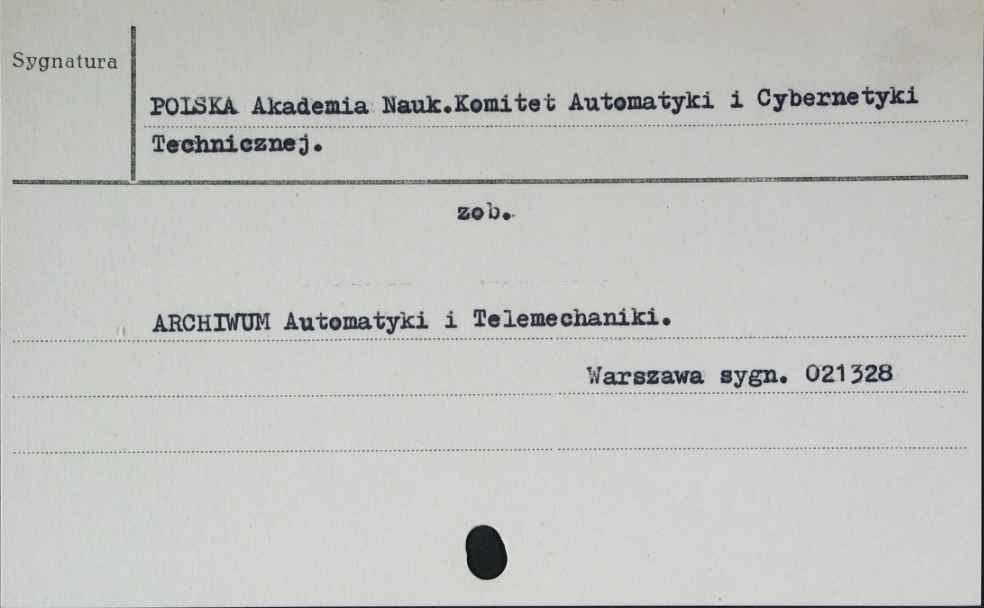 Sygnatura
POLSKA Akademia Nauk.Komitet Automatyki i Cybernetyki
Technicznej.
zob.
ARCHIWUM Automatyki i Telemechaniki.
Warszawa sygn. 021328